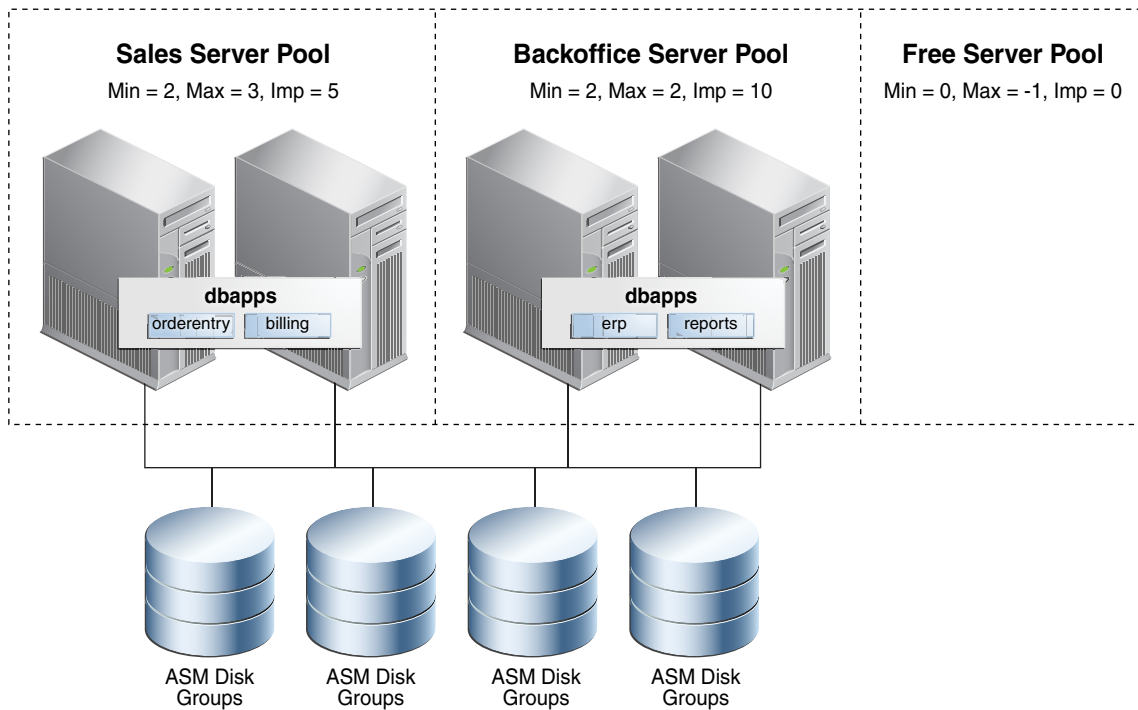 Sales Server Pool
Min = 2, Max = 3, Imp = 5
Backoffice Server Pool
Min = 2, Max = 2, Imp = 10
Free Server Pool
Min = 0, Max = -1, Imp = 0
dbapps
orderentry
billing
dbapps
erp
reports
ASM Disk
Groups
ASM Disk
Groups
ASM Disk
Groups
ASM Disk
Groups